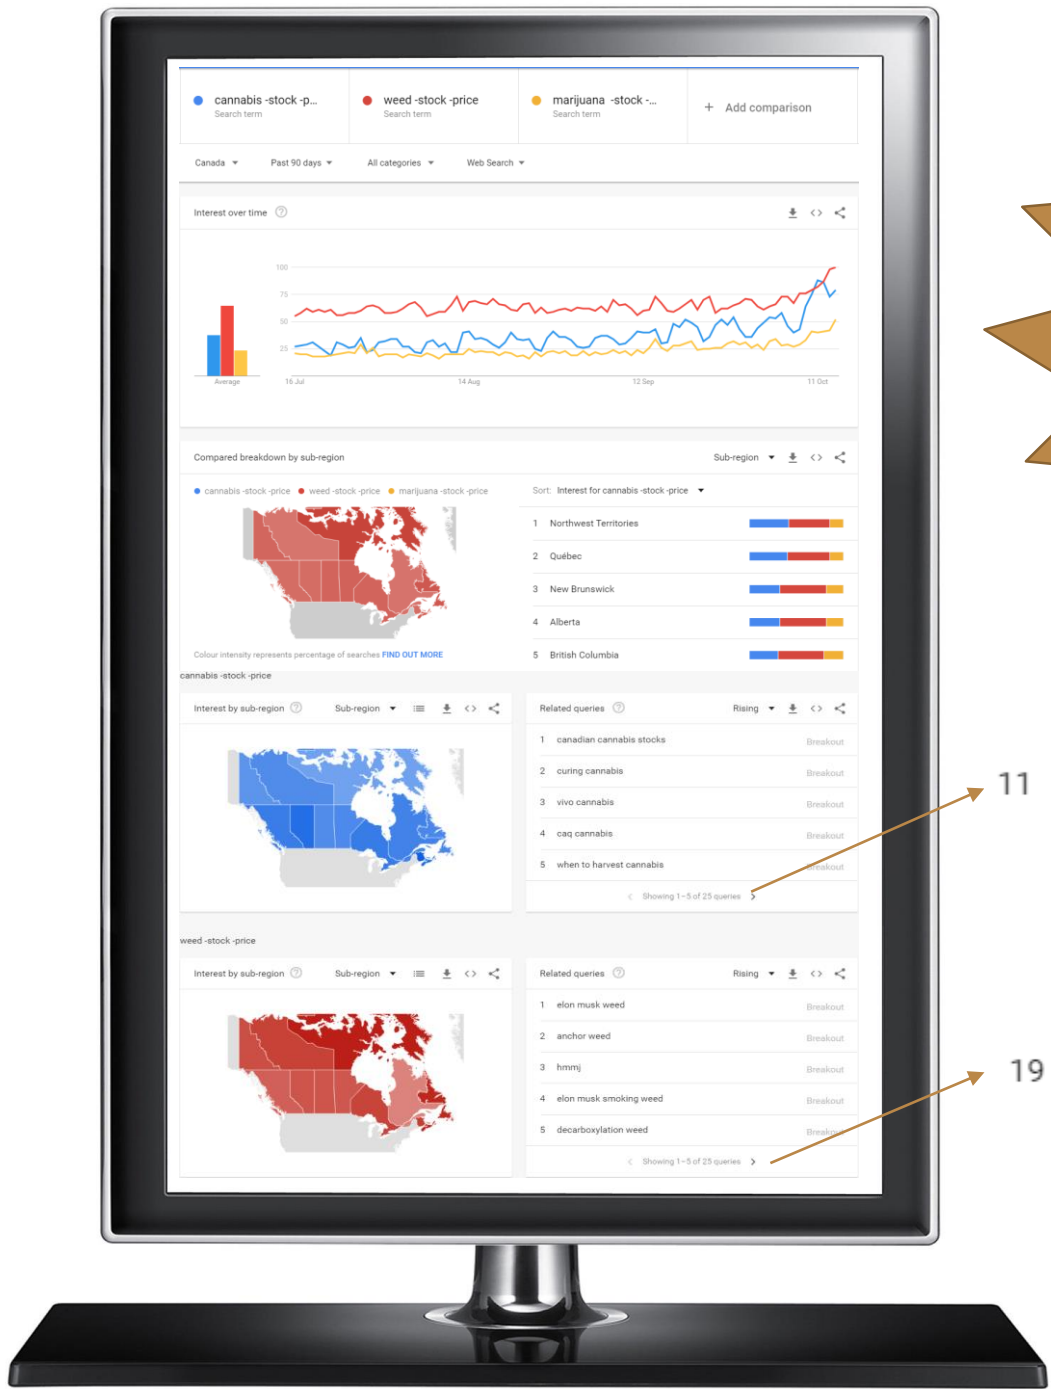 cannabis -stock -p...
Search term
weed -stock -price
Search term
marijuana -stock -...
Search term
+ Add comparison
Canada
Past 90 days
All categories
Web Search
Interest over time
100
75
50
25
Average
16 Jul
14 Aug
12 Sep
11 Oct
Compared breakdown by sub-region
Sub-region
cannabis -stock -price
weed -stock -price
marijuana -stock -price
Sort: Interest for cannabis -stock -price
1 Northwest Territories
2 Québec
3 New Brunswick
4 Alberta
5 British Columbia
Colour intensity represents percentage of searches FIND OUT MORE
cannabis -stock -price
Interest by sub-region
Sub-region
Related queries
Rising
1 canadian cannabis stocks Breakout
2 curing cannabis Breakout
3 vivo cannabis Breakout
4 caq cannabis Breakout
5 when to harvest cannabis Breakout
Showing 1–5 of 25 queries
11
weed -stock -price
Interest by sub-region
Sub-region
Related queries
Rising
1 elon musk weed Breakout
2 anchor weed Breakout
3 hmmj Breakout
4 elon musk smoking weed Breakout
5 decarboxylation weed Breakout
Showing 1–5 of 25 queries
19